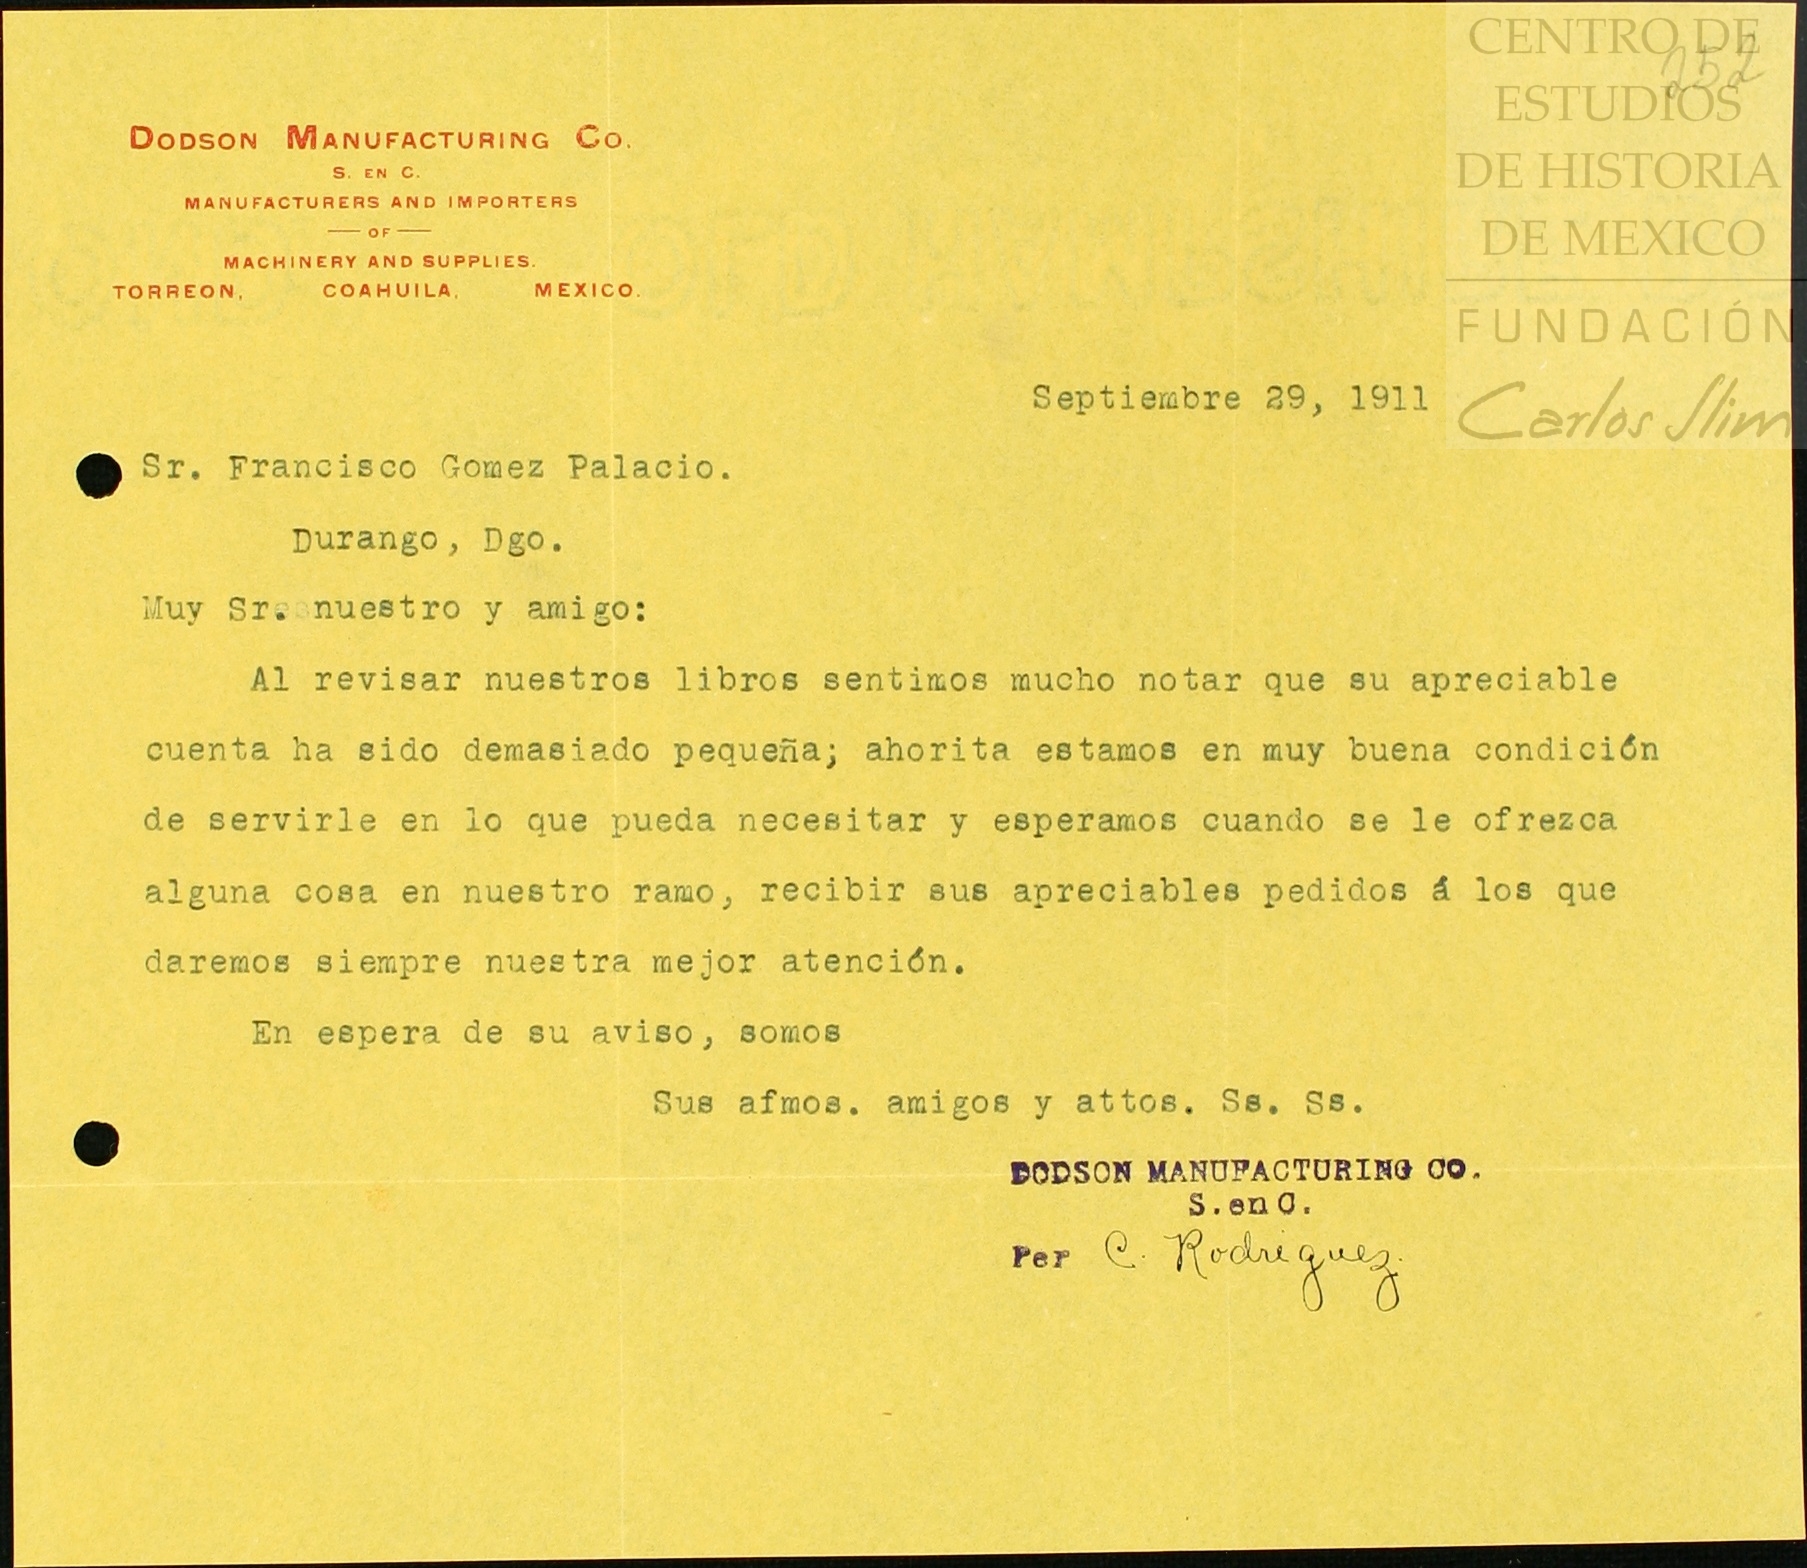 CENTRO DE
ESTUDIOS
DE HISTORIA
DE MEXICO
FUNDACIÓN
Carlos Slim
252
DODSON MANUFACTURING CO.
S. EN C.
MANUFACTURERS AND IMPORTERS
OF
MACHINERY AND SUPPLIES.
TORREON, COAHUILA, MEXICO.
Septiembre 29, 1911
Sr. Francisco Gomez Palacio.
Durango, Dgo.
Muy Sr. nuestro y amigo:
Al revisar nuestros libros sentimos mucho notar que su apreciable
cuenta ha sido demasiado pequeña; ahorita estamos en muy buena condición
de servirle en lo que pueda necesitar y esperamos cuando se le ofrezca
alguna cosa en nuestro ramo, recibir sus apreciables pedidos á los que
daremos siempre nuestra mejor atención.
En espera de su aviso, somos
Sus afmos. amigos y attos. Ss. Ss.
DODSON MANUFACTURING CO.
S. en C.
Per C. Rodriguez.